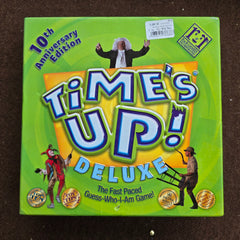 10th
Anniversary
Edition
TiME'S
UP!
DELUXE
The Fast Paced
Guess-Who-I-Am Game!